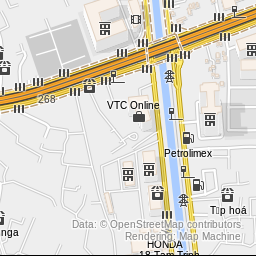 VTC Online
268
Petrolimex
Tạp hoá
Data: © OpenStreetMap contributors
nga
Rendering: Map Machine
HONDA
18 Tam Trinh